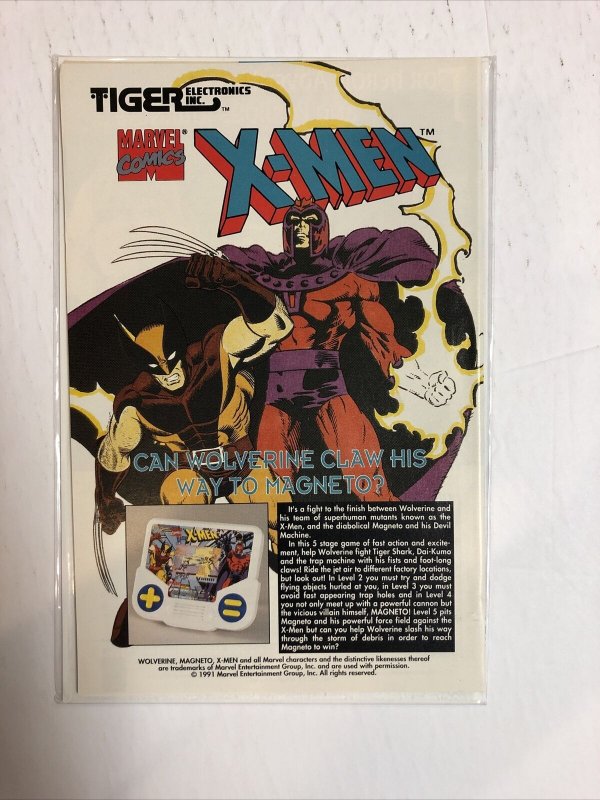 TIGER ELECTRONICS INC.™
MARVEL® COMICS
X-MEN™
CAN WOLVERINE CLAW HIS
WAY TO MAGNETO?
It's a fight to the finish between Wolverine and
his team of superhuman mutants known as the
X-Men, and the diabolical Magneto and his Devil
Machine.
In this 5 stage game of fast action and excite-
ment, help Wolverine fight Tiger Shark, Dai-Kumo
and the trap machine with his fists and foot-long
claws! Ride the jet air to different factory locations,
but look out! In Level 2 you must try and dodge
flying objects hurled at you, in Level 3 you must
avoid fast appearing trap holes and in Level 4
you not only meet up with a powerful cannon but
the vicious villain himself, MAGNETO! Level 5 pits
Magneto and his powerful force field against the
X-Men but can you help Wolverine slash his way
through the storm of debris in order to reach
Magneto to win?
X-MEN
WOLVERINE, MAGNETO, X-MEN and all Marvel characters and the distinctive likenesses thereof
are trademarks of Marvel Entertainment Group, Inc. and are used with permission.
© 1991 Marvel Entertainment Group, Inc. All rights reserved.